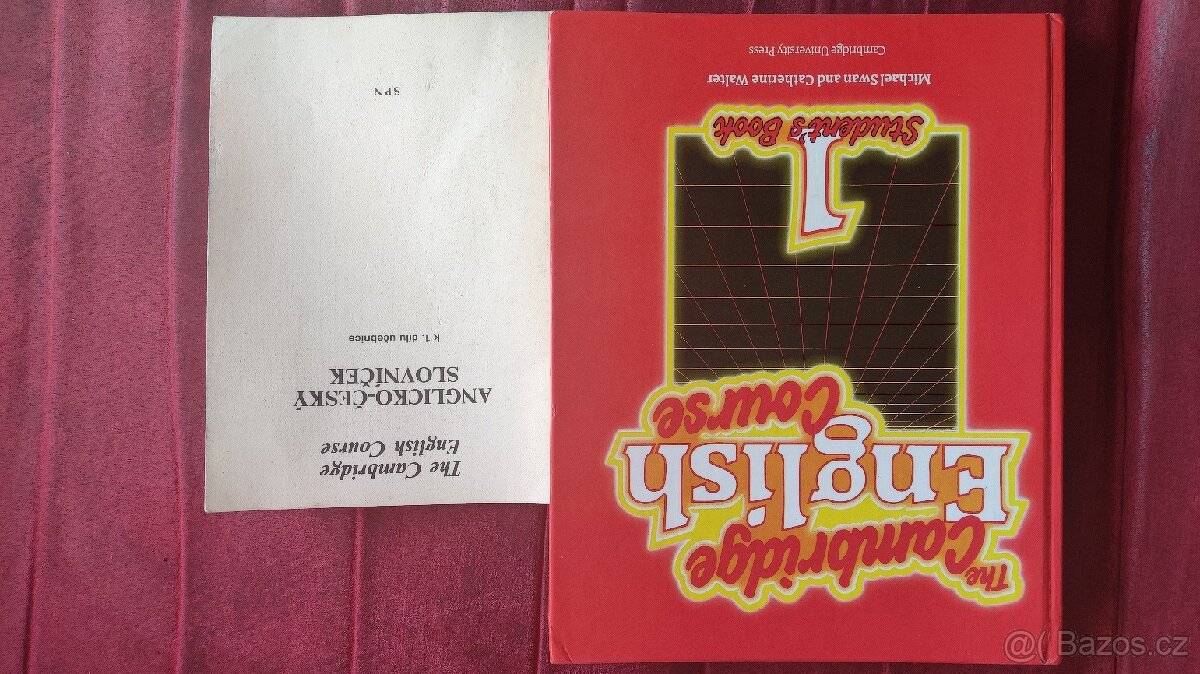 The Cambridge
English Course
ANGLICKO-ČESKÝ
SLOVNÍČEK
k 1. dílu učebnice
SPN
The Cambridge
English
Course
1
Student's Book
Michael Swan and Catherine Walter
Cambridge University Press
@( Bazos.cz